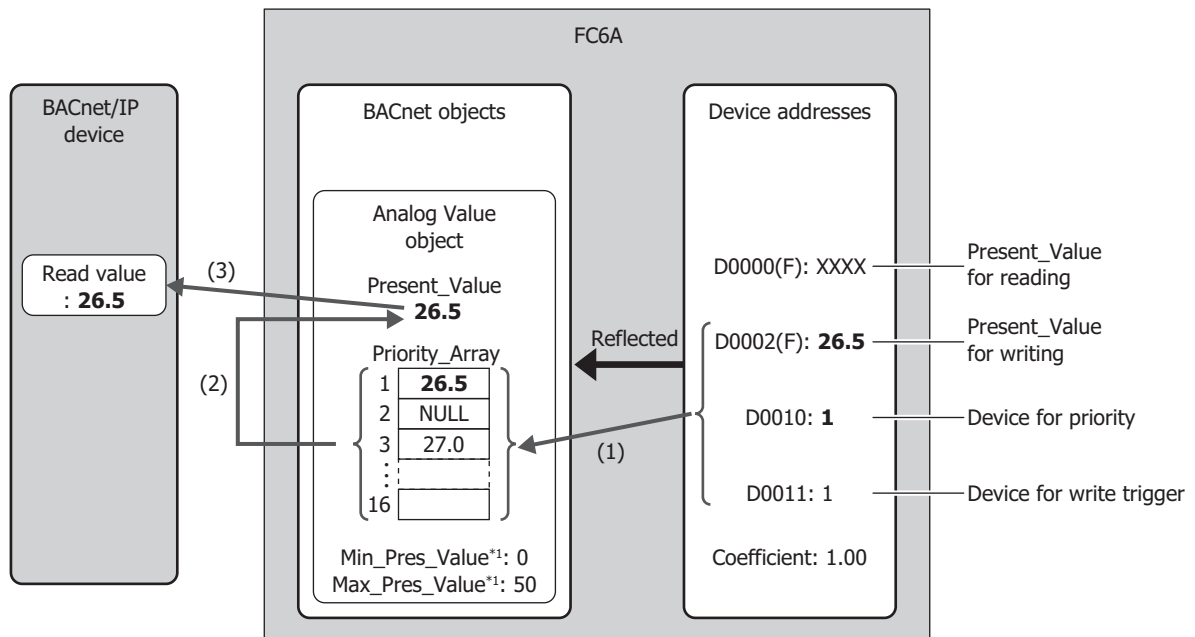 FC6A
BACnet/IP
device
Read value
: 26.5
(3)
(2)
BACnet objects
Analog Value
object
Present_Value
26.5
Priority_Array
1 26.5
2 NULL
3 27.0
16
Min_Pres_Value*1: 0
Max_Pres_Value*1: 50
Reflected
(1)
Device addresses
D0000(F): XXXX
D0002(F): 26.5
D0010: 1
D0011: 1
Coefficient: 1.00
Present_Value
for reading
Present_Value
for writing
Device for priority
Device for write trigger